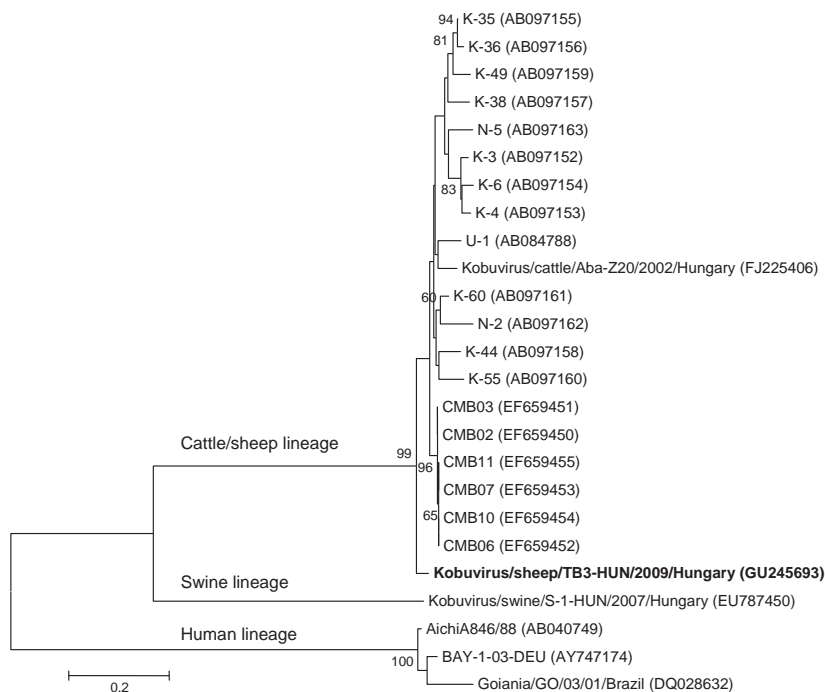 94
K-35 (AB097155)
81
K-36 (AB097156)
K-49 (AB097159)
K-38 (AB097157)
N-5 (AB097163)
K-3 (AB097152)
83
K-6 (AB097154)
K-4 (AB097153)
U-1 (AB084788)
Kobuvirus/cattle/Aba-Z20/2002/Hungary (FJ225406)
60
K-60 (AB097161)
N-2 (AB097162)
K-44 (AB097158)
K-55 (AB097160)
CMB03 (EF659451)
CMB02 (EF659450)
Cattle/sheep lineage
99
96
CMB11 (EF659455)
CMB07 (EF659453)
65
CMB10 (EF659454)
CMB06 (EF659452)
Kobuvirus/sheep/TB3-HUN/2009/Hungary (GU245693)
Swine lineage
Kobuvirus/swine/S-1-HUN/2007/Hungary (EU787450)
Human lineage
AichiA846/88 (AB040749)
100
BAY-1-03-DEU (AY747174)
Goiania/GO/03/01/Brazil (DQ028632)
0.2